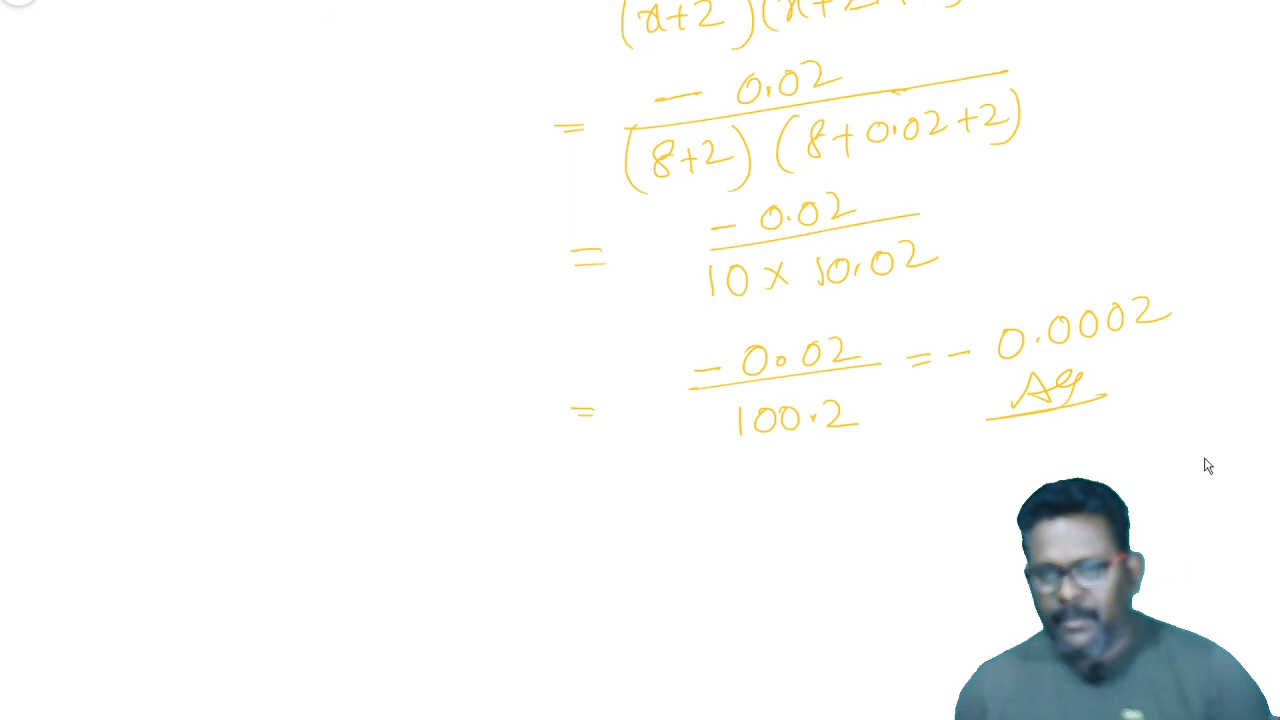 (x+2)(x+2
= - 0.02 / (8+2) (8+0.02+2)
= - 0.02 / 10 × 10.02
= - 0.02 / 100.2 = - 0.0002